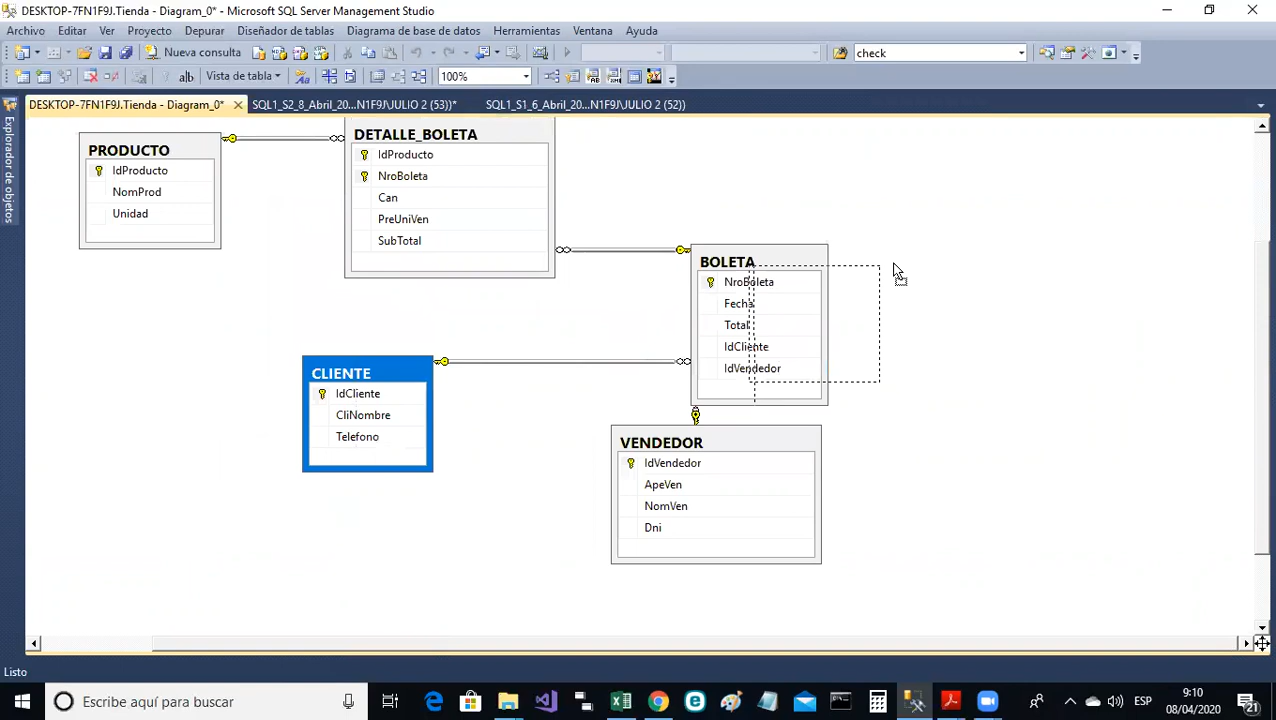 DESKTOP-7FN1F9J.Tienda - Diagram_0* - Microsoft SQL Server Management Studio
Archivo Editar Ver Proyecto Depurar Diseñador de tablas Diagrama de base de datos Herramientas Ventana Ayuda
Nueva consulta check
ab Vista de tabla 100%
DESKTOP-7FN1F9J.Tienda - Diagram_0* SQL1_S2_8_Abril_20...N1F9J\JULIO 2 (53))* SQL1_S1_6_Abril_20...N1F9J\JULIO 2 (52))
Explorador de objetos
PRODUCTO
IdProducto
NomProd
Unidad
DETALLE_BOLETA
IdProducto
NroBoleta
Can
PreUniVen
SubTotal
BOLETA
NroBoleta
Fecha
Total
IdCliente
IdVendedor
CLIENTE
IdCliente
CliNombre
Telefono
VENDEDOR
IdVendedor
ApeVen
NomVen
Dni
Listo
Escribe aquí para buscar
ESP
9:10
08/04/2020
21